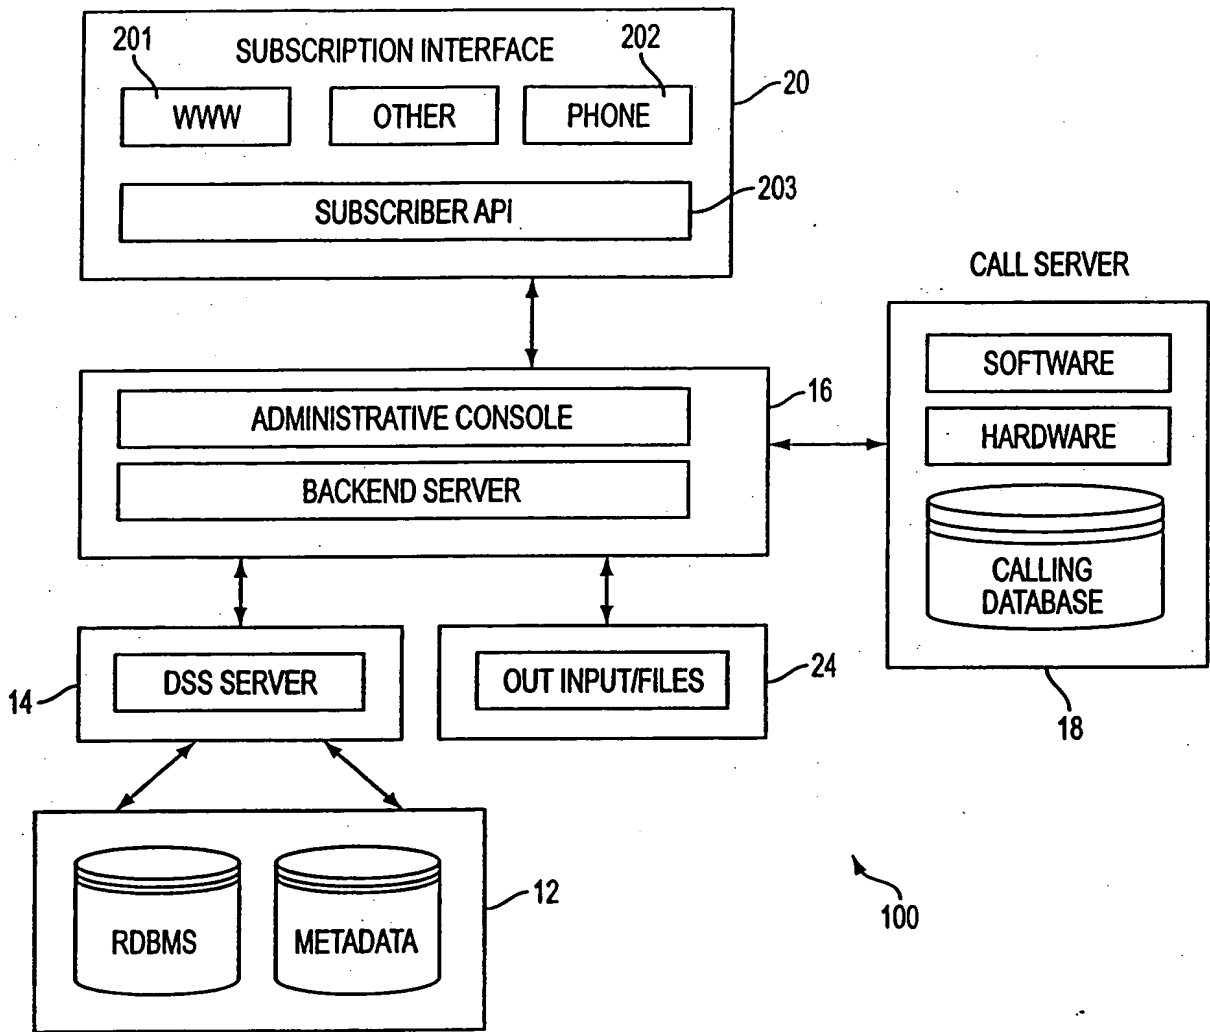 SUBSCRIPTION INTERFACE
201
202
20
WWW
OTHER
PHONE
SUBSCRIBER API
203
CALL SERVER
SOFTWARE
HARDWARE
CALLING
DATABASE
18
16
ADMINISTRATIVE CONSOLE
BACKEND SERVER
14
DSS SERVER
OUT INPUT/FILES
24
12
RDBMS
METADATA
100